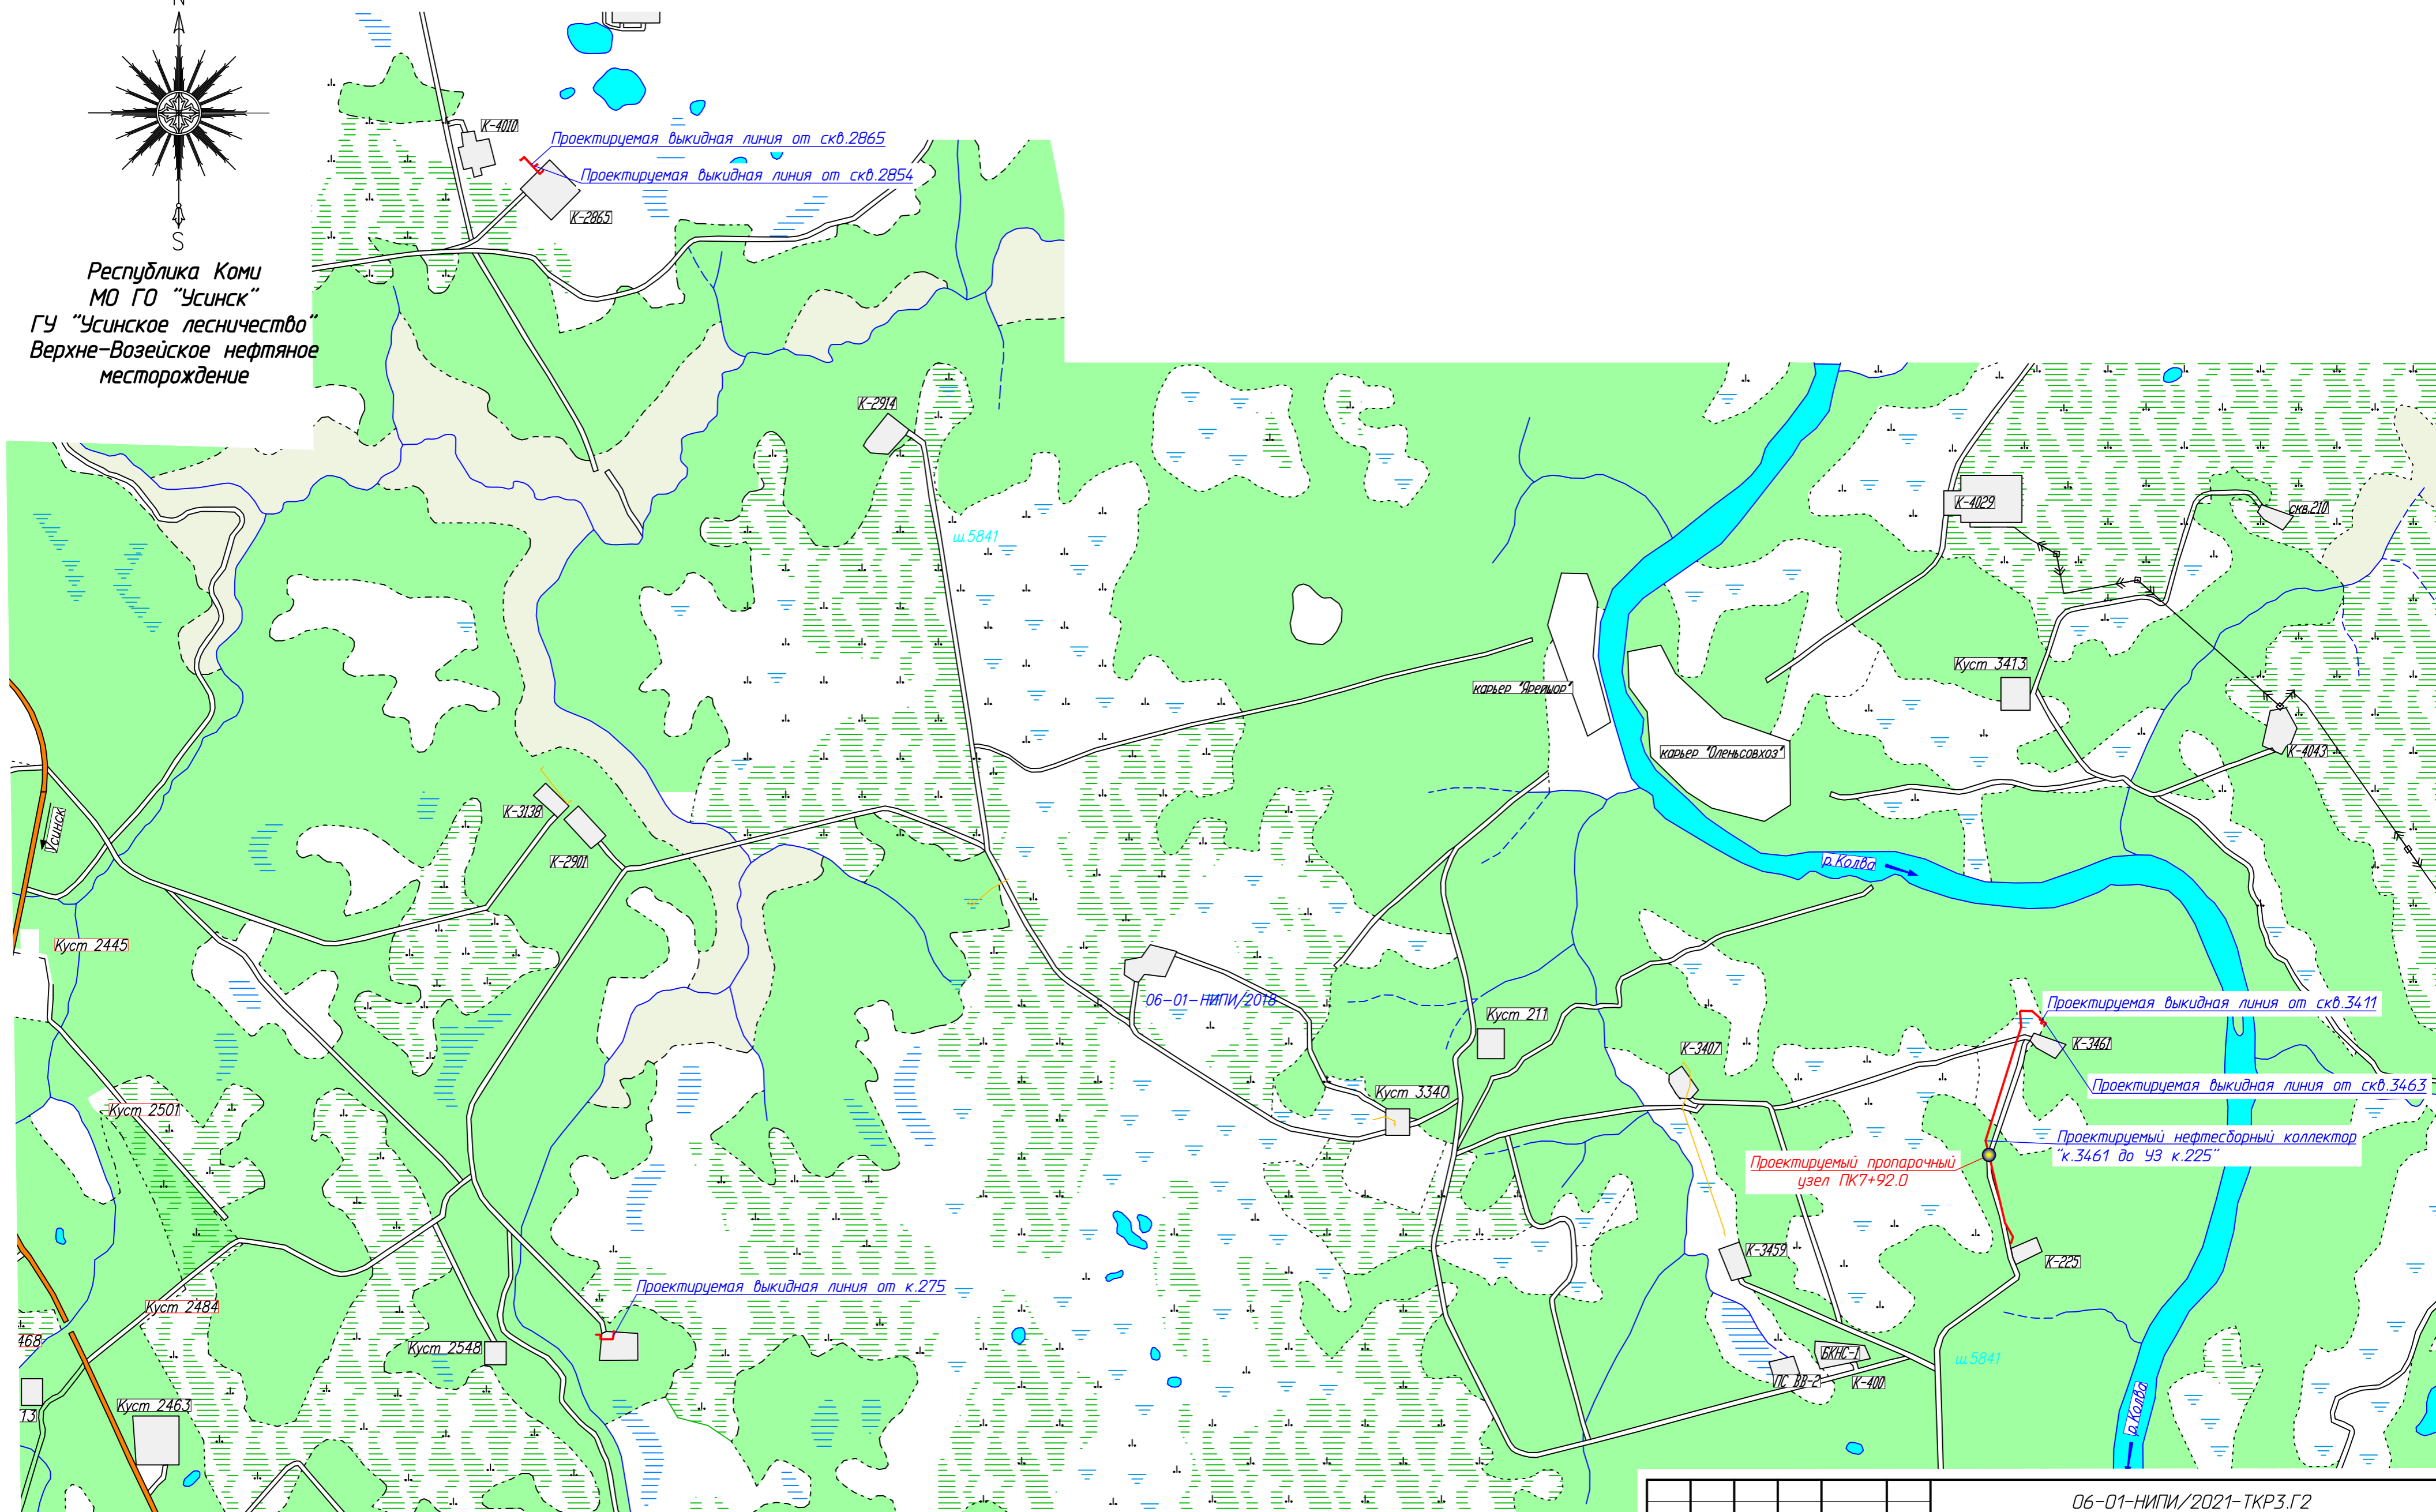 N
S
Республика Коми
МО ГО "Усинск"
ГУ "Усинское лесничество"
Верхне-Возейское нефтяное
месторождение
К-4010
Проектируемая выкидная линия от скв.2865
Проектируемая выкидная линия от скв.2854
К-2865
К-2914
ш.5841
К-4029
скв.210
Куст 3413
карьер "Яреишор"
карьер "Оленьсовхоз"
К-4043
К-3138
К-2901
Усинск
р.Колва
Куст 2445
06-01-НИПИ/2018
Куст 211
Проектируемая выкидная линия от скв.3411
К-3461
К-3407
Проектируемая выкидная линия от скв.3463
Куст 3340
Куст 2501
Проектируемый нефтесборный коллектор
"к.3461 до УЗ к.225"
Проектируемый пропарочный
узел ПК7+92.0
К-3459
К-225
Проектируемая выкидная линия от к.275
Куст 2484
468
Куст 2548
БКНС-1
ш.5841
ПС ВВ-2
К-400
Куст 2463
13
р.Колва
06-01-НИПИ/2021-ТКР3.Г2